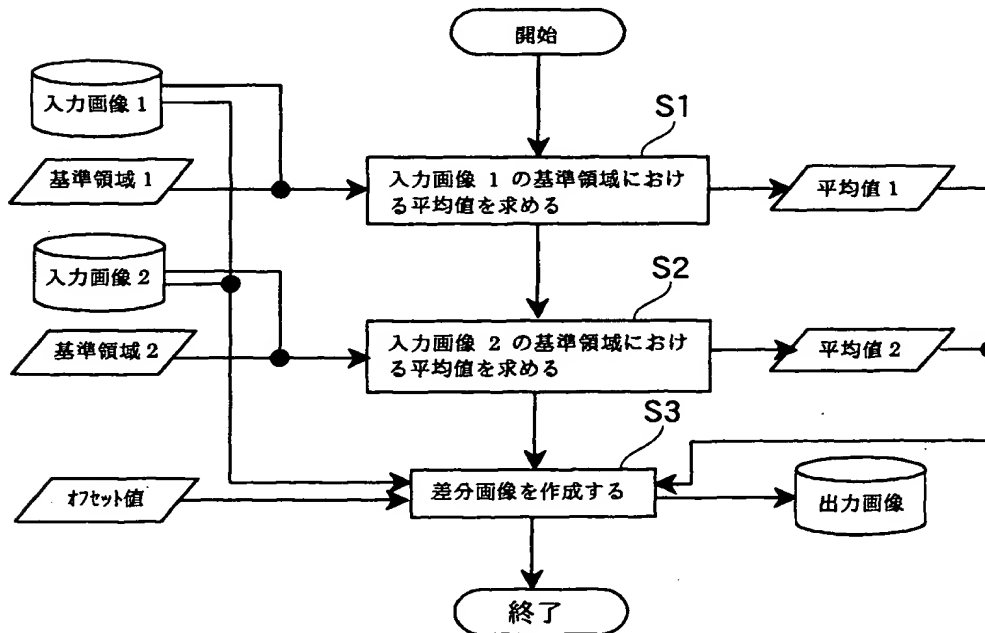 開始
入力画像 1
S1
基準領域 1
入力画像 1 の基準領域におけ
る平均値を求める
平均値 1
入力画像 2
S2
基準領域 2
入力画像 2 の基準領域におけ
る平均値を求める
平均値 2
S3
オフセット値
差分画像を作成する
出力画像
終了